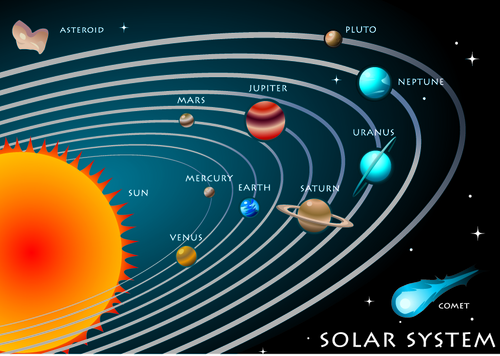 ASTEROID
PLUTO
NEPTUNE
JUPITER
MARS
URANUS
MERCURY
EARTH
SATURN
SUN
VENUS
COMET
SOLAR SYSTEM